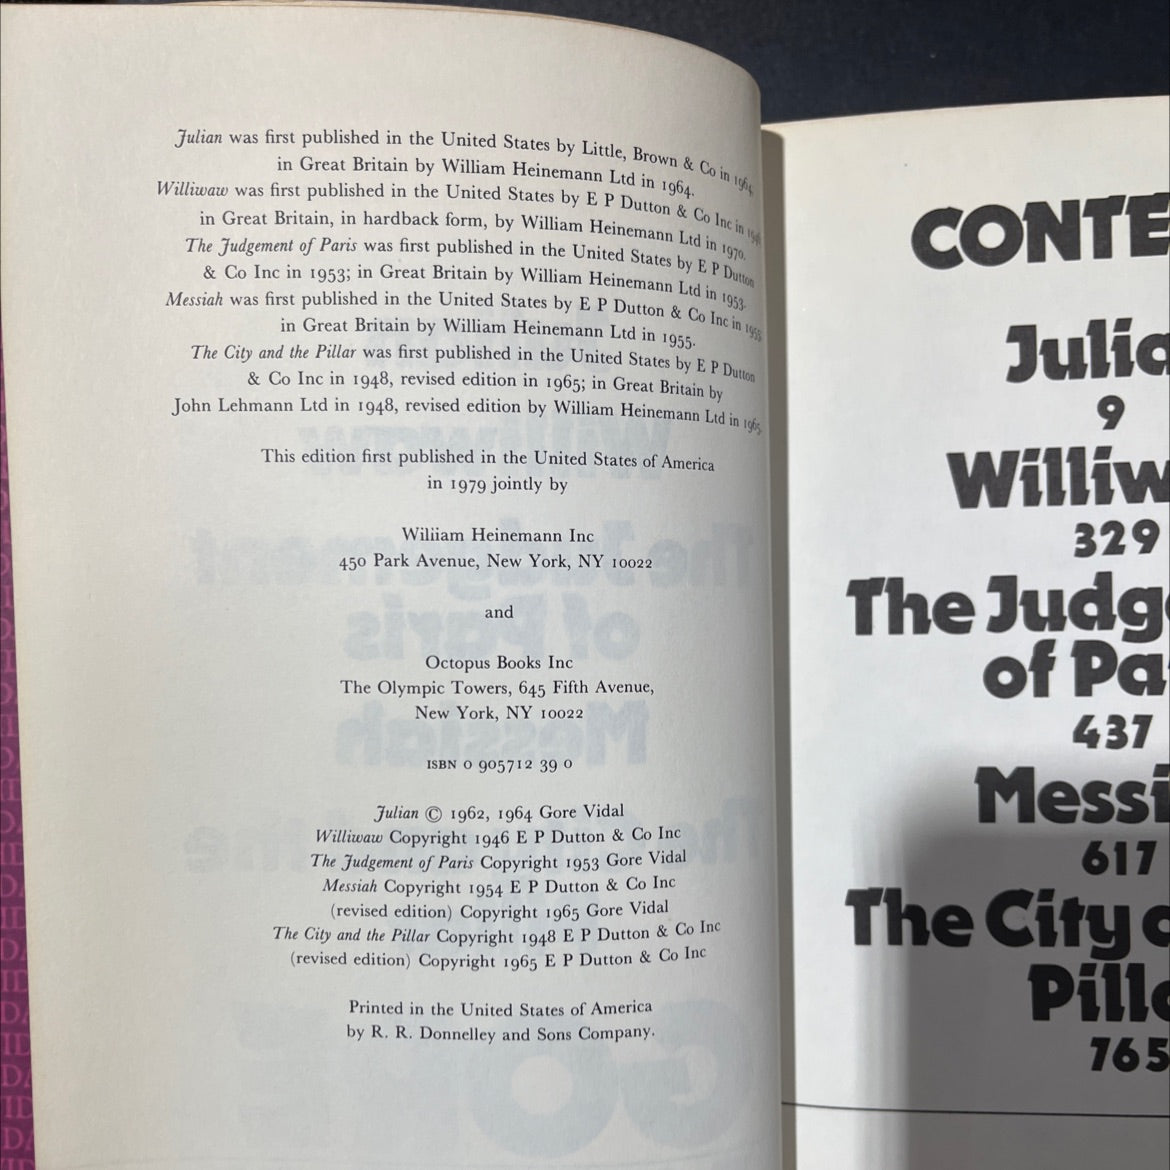 Julian was first published in the United States by Little, Brown & Co in 1964,
in Great Britain by William Heinemann Ltd in 1964.
Williwaw was first published in the United States by E P Dutton & Co Inc in 1946
in Great Britain, in hardback form, by William Heinemann Ltd in 1970.
The Judgement of Paris was first published in the United States by E P Dutton
& Co Inc in 1953; in Great Britain by William Heinemann Ltd in 1953.
Messiah was first published in the United States by E P Dutton & Co Inc in 1955
in Great Britain by William Heinemann Ltd in 1955.
The City and the Pillar was first published in the United States by E P Dutton
& Co Inc in 1948, revised edition in 1965; in Great Britain by
John Lehmann Ltd in 1948, revised edition by William Heinemann Ltd in 1965.
This edition first published in the United States of America
in 1979 jointly by
Wiliiam Heinemann Inc
450 Park Avenue, New York, NY 10022
and
Octopus Books Inc
The Olympic Towers, 645 Fifth Avenue,
New York, NY 10022
ISBN 0 905712 39 0
Julian © 1962, 1964 Gore Vidal
Williwaw Copyright 1946 E P Dutton & Co Inc
The Judgement of Paris Copyright 1953 Gore Vidal
Messiah Copyright 1954 E P Dutton & Co Inc
(revised edition) Copyright 1965 Gore Vidal
The City and the Pillar Copyright 1948 E P Dutton & Co Inc
(revised edition) Copyright 1965 E P Dutton & Co Inc
Printed in the United States of America
by R. R. Donnelley and Sons Company.
CONTE
Julia
9
Williw
329
The Judge
of Pa
437
Messi
617
The City
Pilla
765